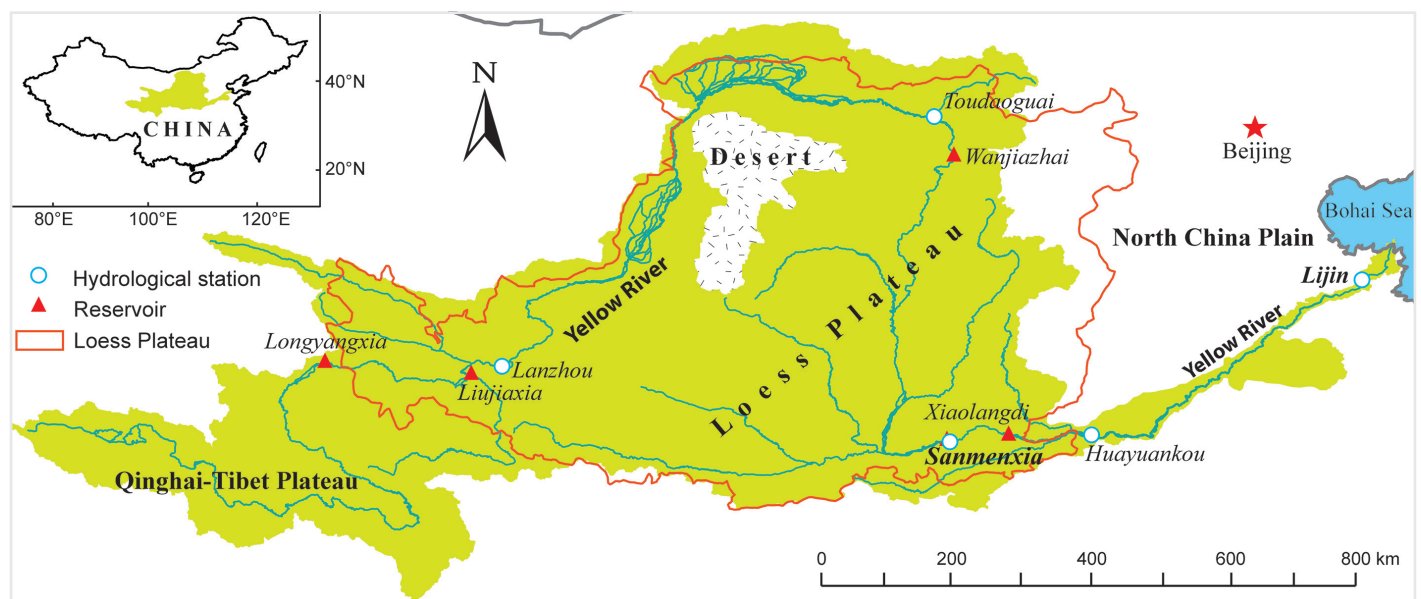 40°N
CHINA
20°N
80°E 100°E 120°E
Hydrological station
Reservoir
Loess Plateau
N
Toudaoguai
Desert
Wanjiazhai
Beijing
Bohai Sea
North China Plain
Lijin
Yellow River
Yellow River
Longyangxia
Lanzhou
Liujiaxia
Loess Plateau
Xiaolangdi
Sanmenxia
Huayuankou
Qinghai-Tibet Plateau
0 200 400 600 800 km